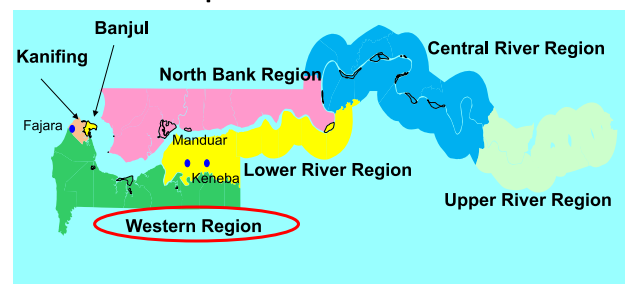 Banjul
Kanifing
Central River Region
North Bank Region
Fajara
Manduar
Keneba
Lower River Region
Upper River Region
Western Region